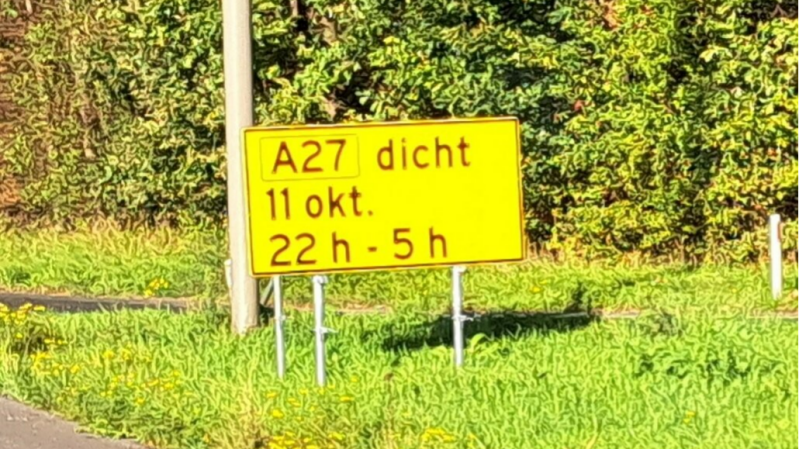 A27 dicht
11 okt.
22 h - 5 h